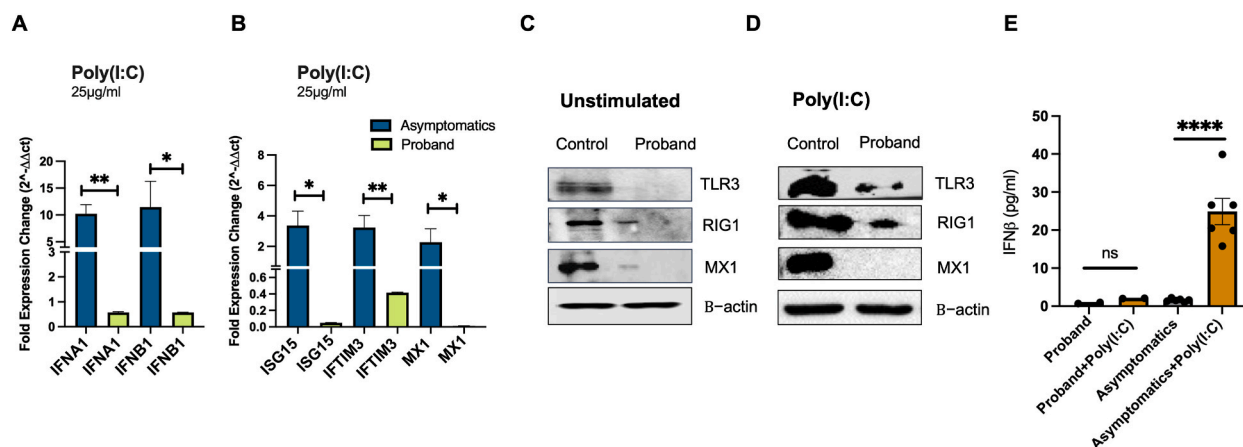 A
Poly(I:C)
25µg/ml
Fold Expression Change (2^-ΔΔct)
15
10
5
3
2
1
0
**
*
IFNA1
IFNA1
IFNB1
IFNB1
B
Poly(I:C)
25µg/ml
Asymptomatics
Proband
Fold Expression Change (2^-ΔΔct)
8
6
4
2
0.6
0.4
0.2
0.0
*
**
*
ISG15
ISG15
IFTIM3
IFTIM3
MX1
MX1
C
Unstimulated
Control Proband
TLR3
RIG1
MX1
B-actin
D
Poly(I:C)
Control Proband
TLR3
RIG1
MX1
B-actin
E
IFNβ (pg/ml)
50
40
30
20
10
0
ns
****
Proband
Proband+Poly(I:C)
Asymptomatics
Asymptomatics+Poly(I:C)